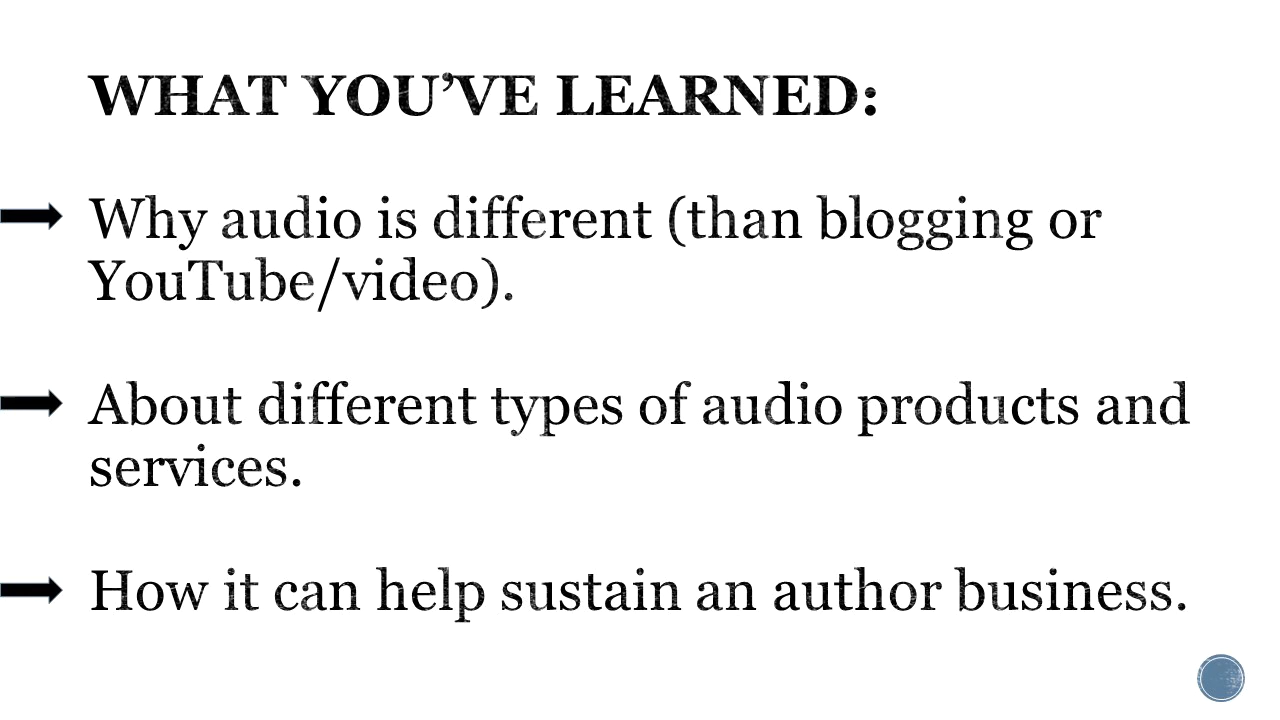 WHAT YOU’VE LEARNED:
Why audio is different (than blogging or
YouTube/video).
About different types of audio products and
services.
How it can help sustain an author business.